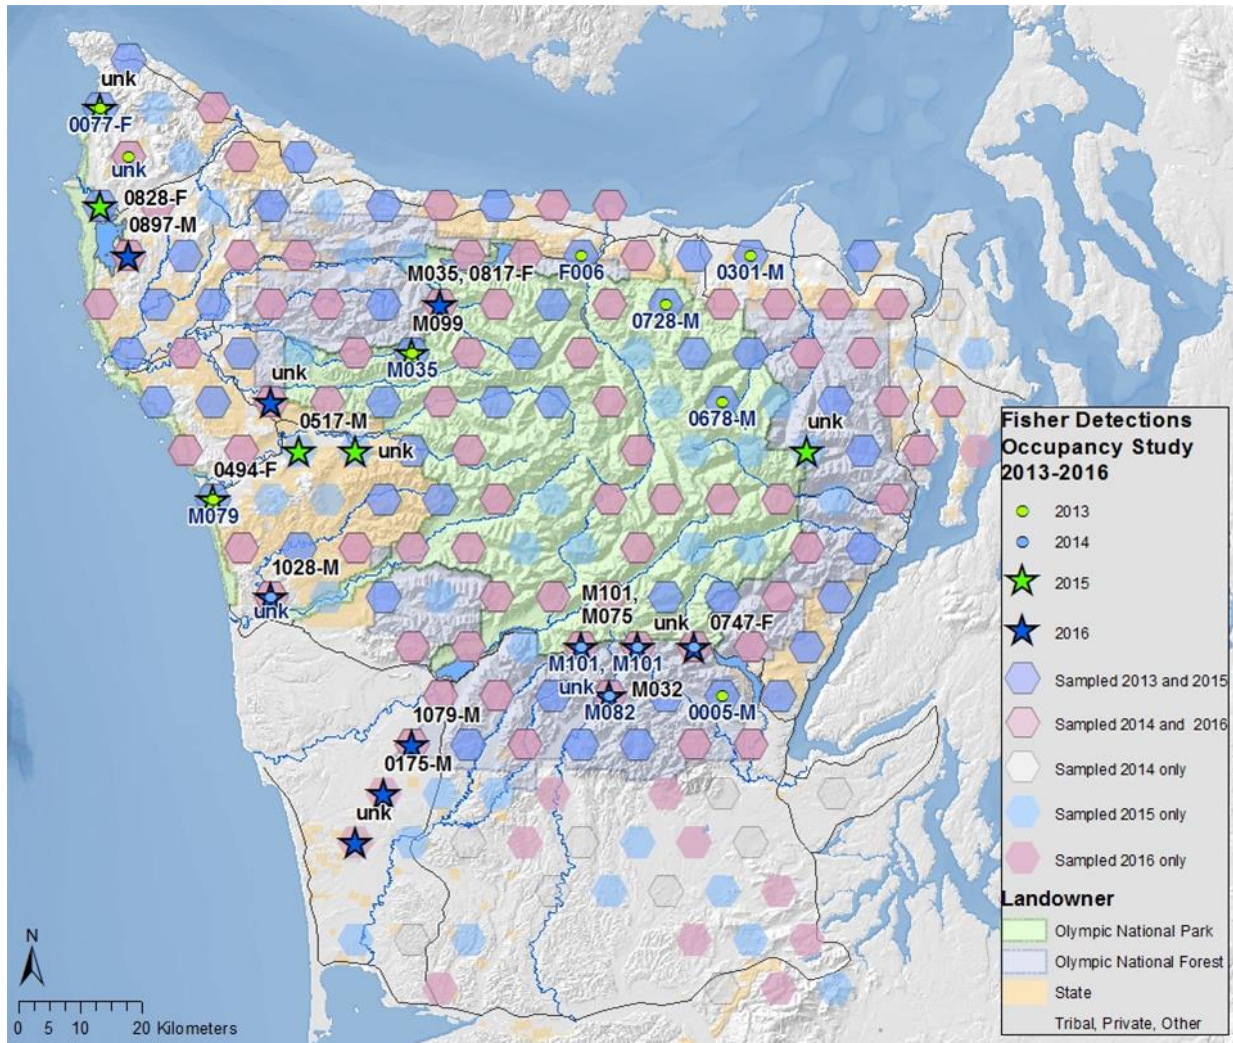 unk
0077-F
unk
0828-F
0897-M
M035, 0817-F
F006
0301-M
M099
0728-M
M035
unk
0517-M
0678-M
unk
unk
0494-F
M079
1028-M
unk
M101,
M075
unk
0747-F
M101, M101
unk
M032
M082
0005-M
1079-M
0175-M
unk
Fisher Detections
Occupancy Study
2013-2016
2013
2014
2015
2016
Sampled 2013 and 2015
Sampled 2014 and 2016
Sampled 2014 only
Sampled 2015 only
Sampled 2016 only
Landowner
Olympic National Park
Olympic National Forest
State
Tribal, Private, Other
N
0 5 10 20 Kilometers